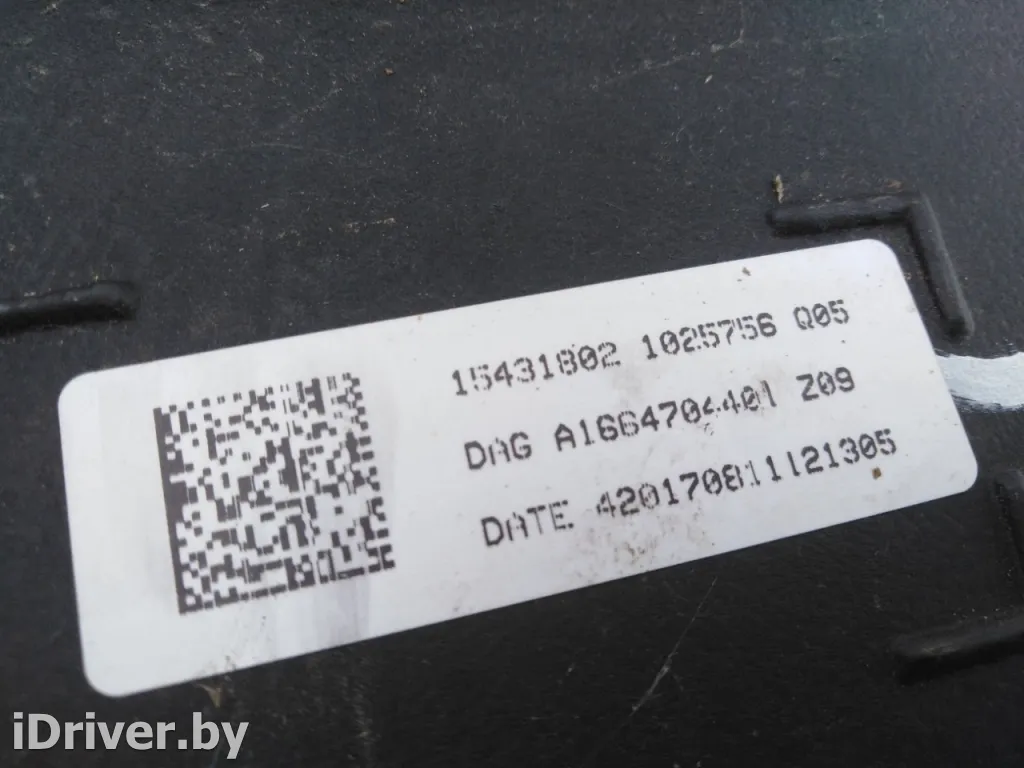 15431802 1025756 Q05
DAG A1664704401 Z09
DATE 420170811121305
iDriver.by